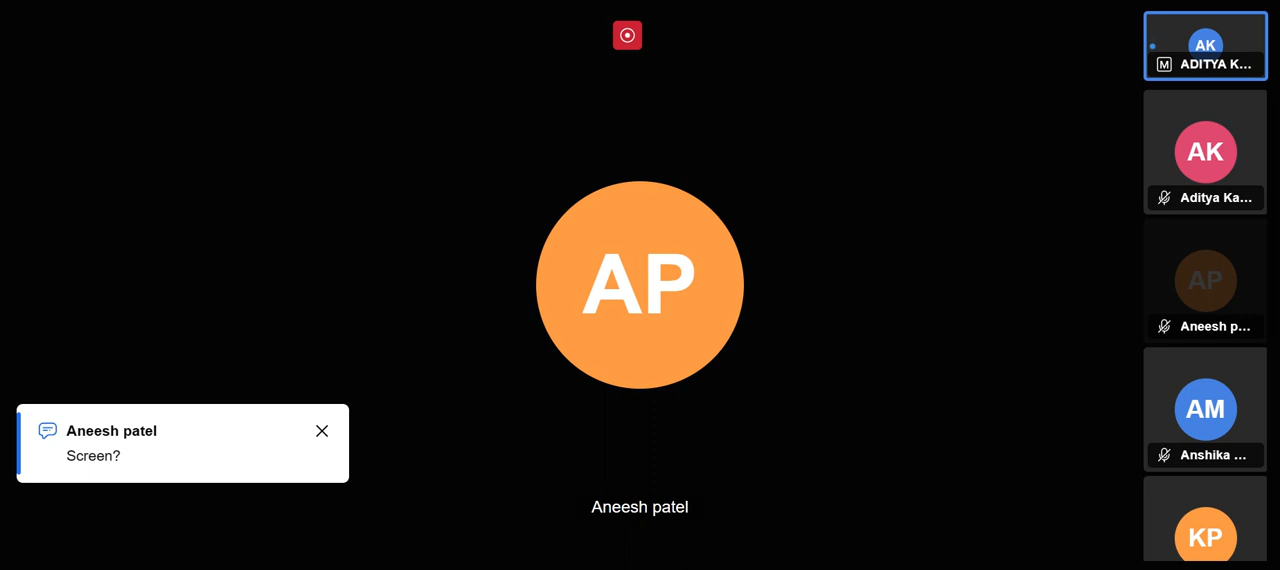 AK
M ADITYA K...
AK
Aditya Ka...
AP
AP
Aneesh p...
AM
Anshika ...
Aneesh patel
Screen?
Aneesh patel
KP